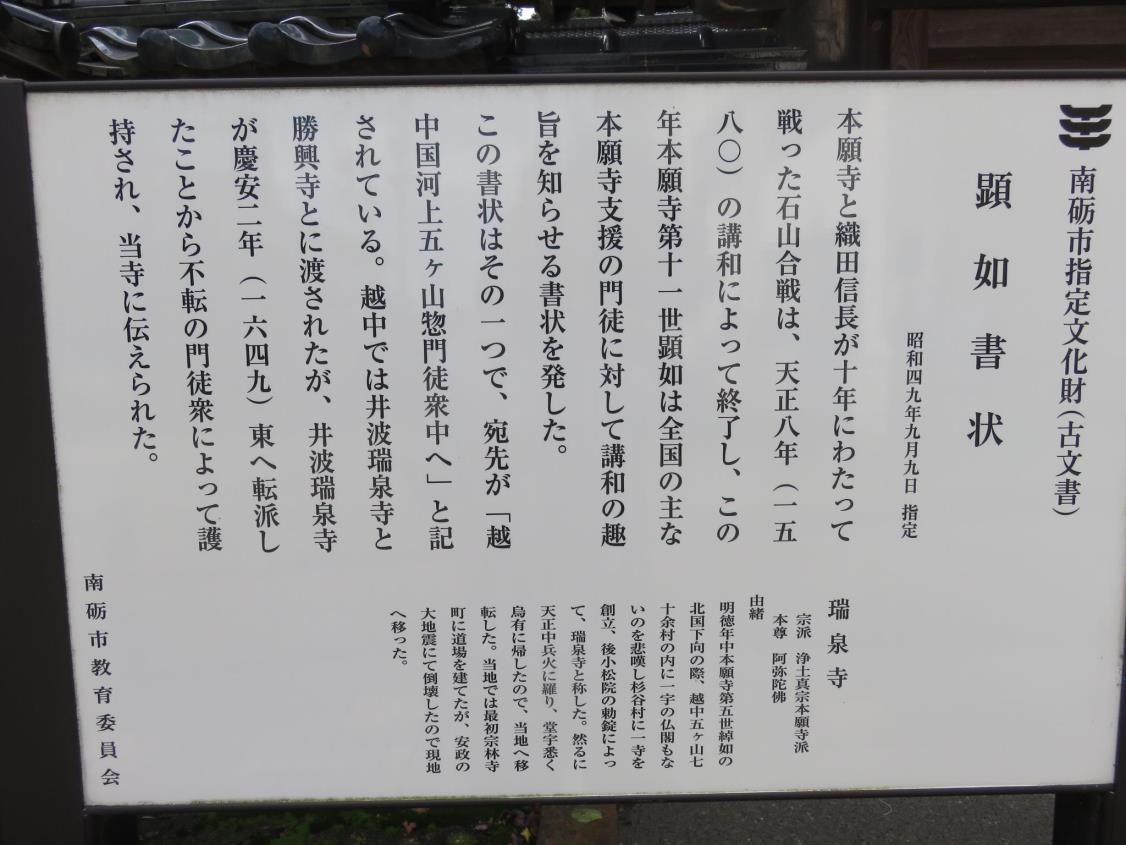 南砺市指定文化財(古文書)
顕如書状
昭和四九年九月九日 指定
本願寺と織田信長が十年にわたって
戦った石山合戦は、天正八年(一五
八〇)の講和によって終了し、この
年本願寺第十一世顕如は全国の主な
本願寺支援の門徒に対して講和の趣
旨を知らせる書状を発した。
この書状はその一つで、宛先が「越
中国河上五ヶ山惣門徒衆中へ」と記
されている。越中では井波瑞泉寺と
勝興寺とに渡されたが、井波瑞泉寺
が慶安二年(一六四九)東へ転派し
たことから不転の門徒衆によって護
持され、当寺に伝えられた。
瑞泉寺
宗派 浄土真宗本願寺派
本尊 阿弥陀佛
由緒
明徳年中本願寺第五世綽如の
北国下向の際、越中五ヶ山七
十余村の内に一宇の仏閣もな
いのを悲嘆し杉谷村に一寺を
創立、後小松院の勅錠によっ
て、瑞泉寺と称した。然るに
天正中兵火に羅り、堂宇悉く
烏有に帰したので、当地へ移
転した。当地では最初宗林寺
町に道場を建てたが、安政の
大地震にて倒壊したので現地
へ移った。
南砺市教育委員会